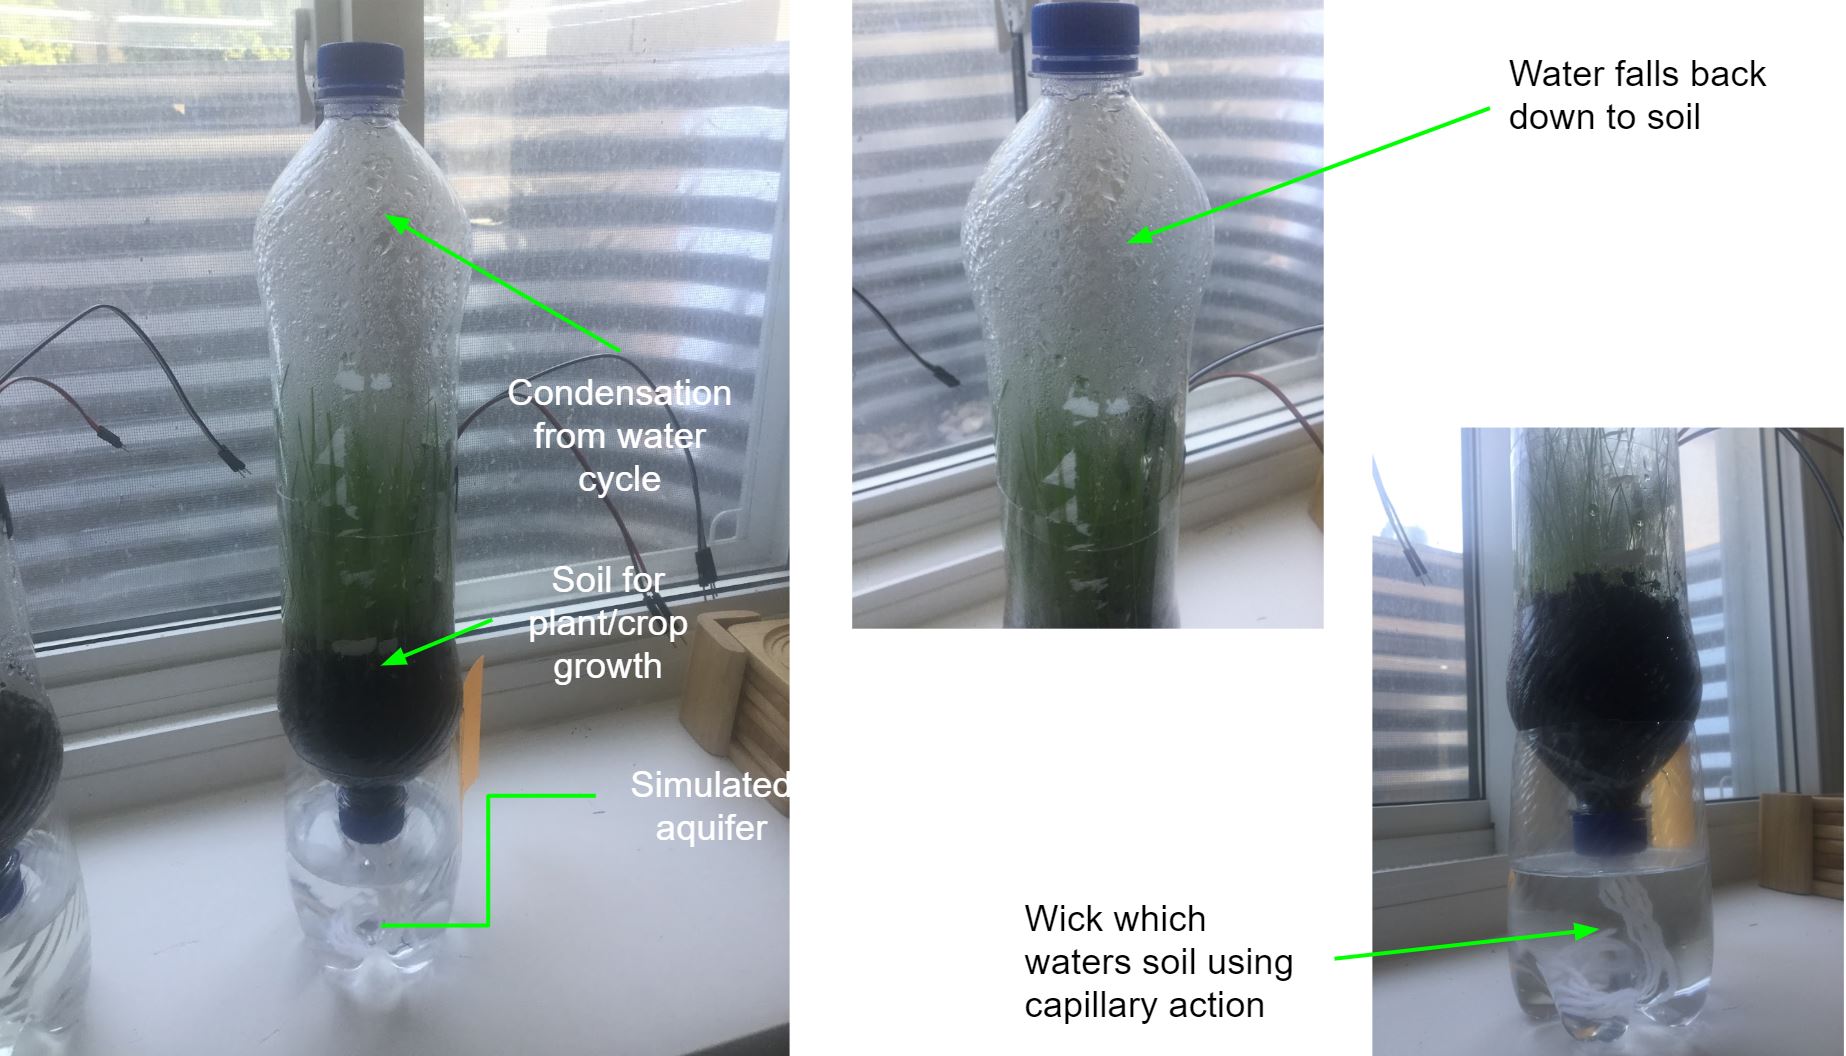 Condensation
from water
cycle
Soil for
plant/crop
growth
Simulated
aquifer
Water falls back
down to soil
Wick which
waters soil using
capillary action